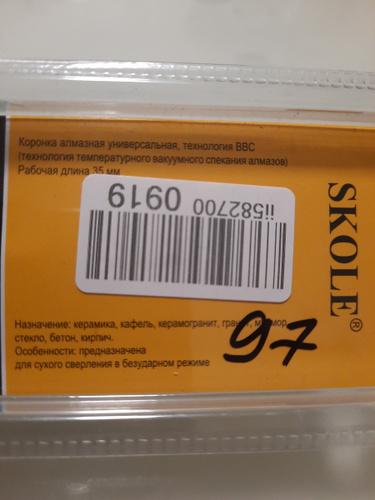 Коронка алмазная универсальная, технология ВВС
(технология температурного вакуумного спекания алмазов)
Рабочая длина 35 мм
ii582700
0919
SKOLE®
Назначение: керамика, кафель, керамогранит, гранит, мрамор,
стекло, бетон, кирпич.
Особенности: предназначена
для сухого сверления в безударном режиме
97